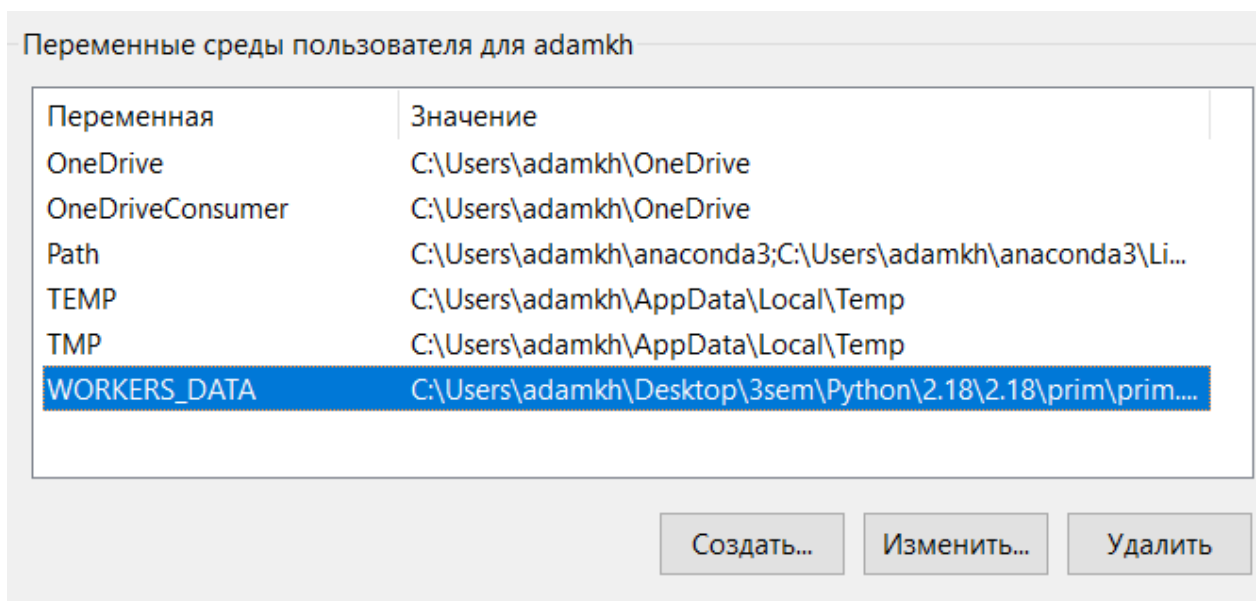 Переменные среды пользователя для adamkh
Переменная Значение
OneDrive C:\Users\adamkh\OneDrive
OneDriveConsumer C:\Users\adamkh\OneDrive
Path C:\Users\adamkh\anaconda3;C:\Users\adamkh\anaconda3\Li...
TEMP C:\Users\adamkh\AppData\Local\Temp
TMP C:\Users\adamkh\AppData\Local\Temp
WORKERS_DATA C:\Users\adamkh\Desktop\3sem\Python\2.18\2.18\prim\prim....
Создать... Изменить... Удалить